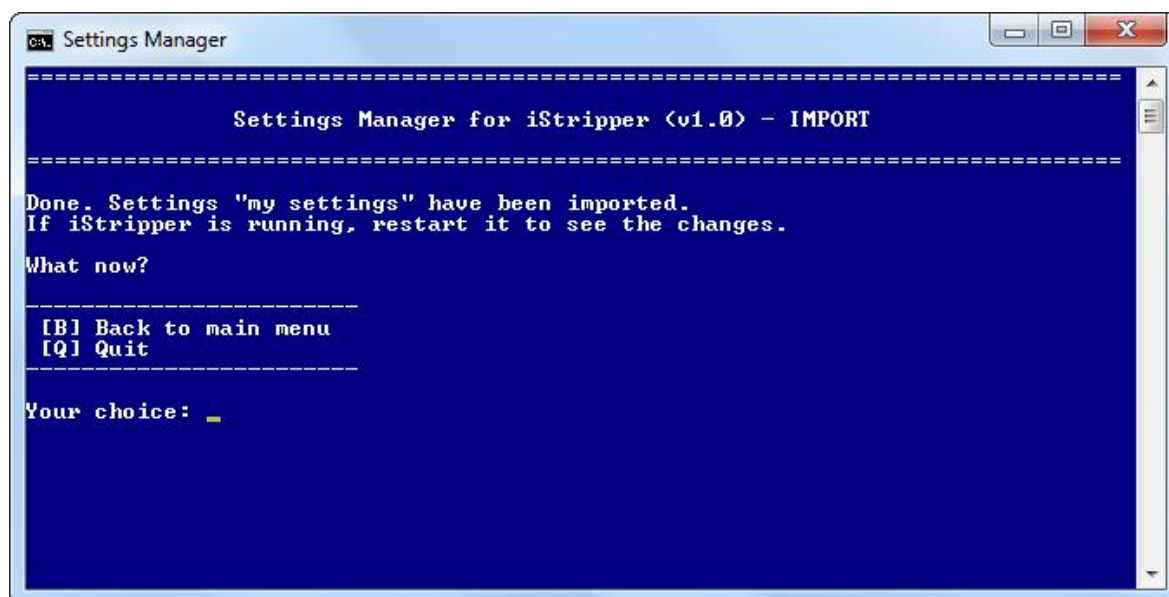 Settings Manager
===============================================================================
Settings Manager for iStripper (v1.0) - IMPORT
===============================================================================
Done. Settings "my settings" have been imported.
If iStripper is running, restart it to see the changes.
What now?
------------------------
[B] Back to main menu
[Q] Quit
------------------------
Your choice: _